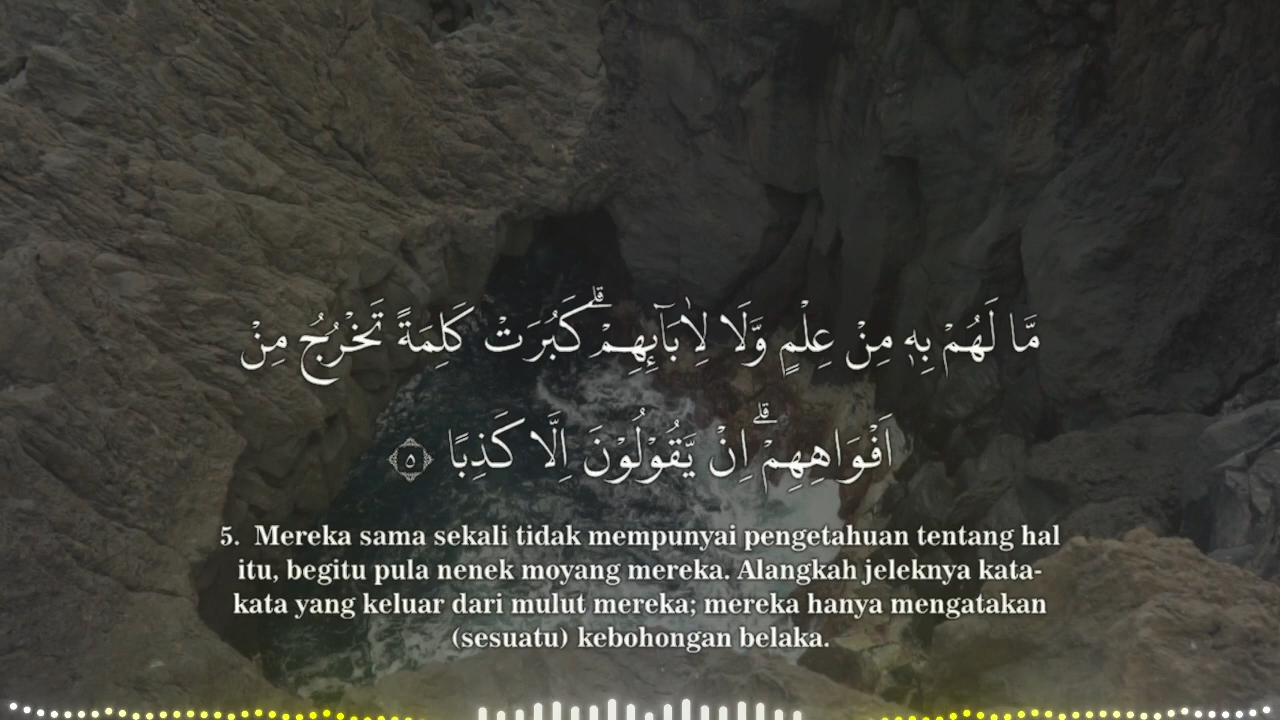 مَّا لَهُمْ بِهٖ مِنْ عِلْمٍ وَّلَا لِاٰبَاۤىِٕهِمْۗ كَبُرَتْ كَلِمَةً تَخْرُجُ مِنْ
اَفْوَاهِهِمْۗ اِنْ يَّقُوْلُوْنَ اِلَّا كَذِبًا ٥
5. Mereka sama sekali tidak mempunyai pengetahuan tentang hal
itu, begitu pula nenek moyang mereka. Alangkah jeleknya kata-
kata yang keluar dari mulut mereka; mereka hanya mengatakan
(sesuatu) kebohongan belaka.